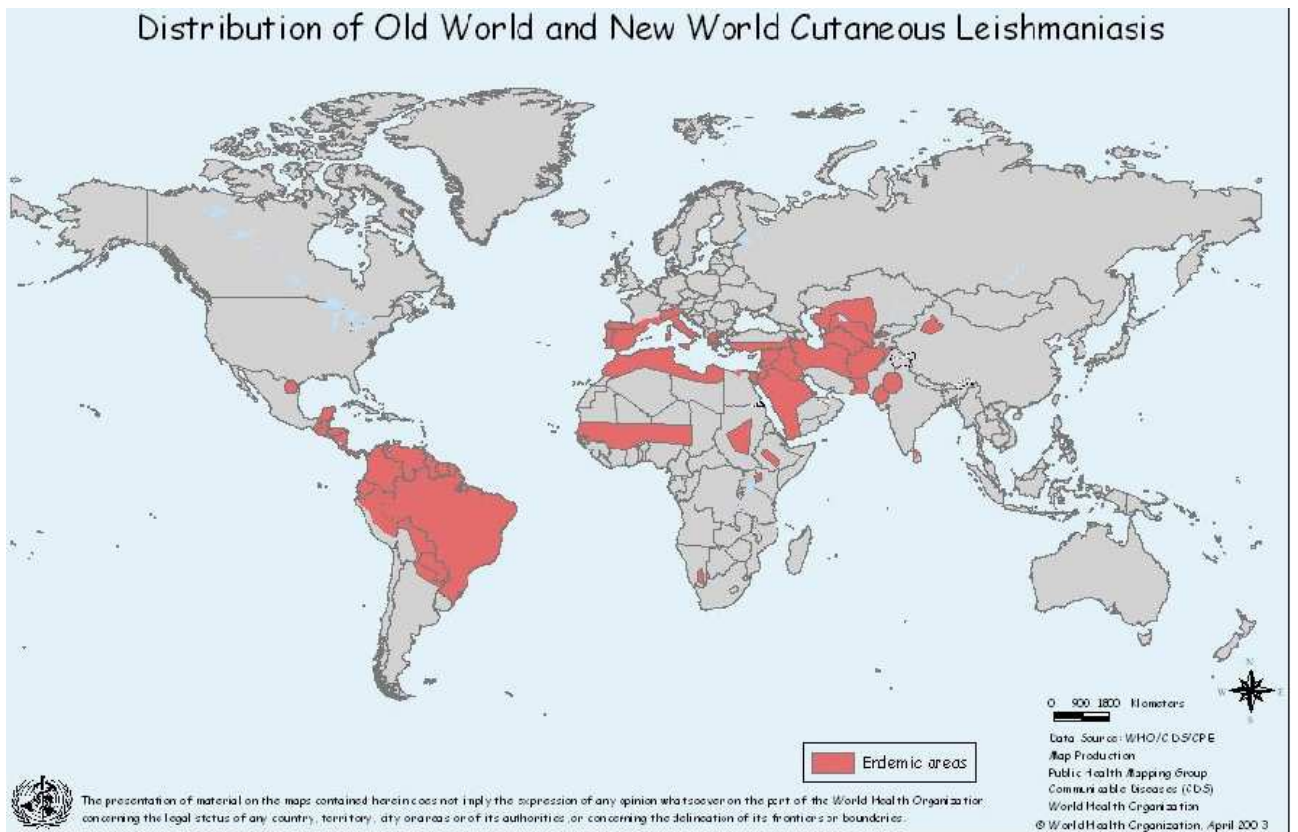 Distribution of Old World and New World Cutaneous Leishmaniasis
N
W E
S
0 900 1800 Kilometers
Data Source: WHO/CDS/CPE
Map Production
Public Health Mapping Group
Communicable Diseases (CDS)
World Health Organization
© World Health Organization, April 2003
Erdemic areas
The presentation of material on the maps contained herein does not imply the expression of any opinion whatsoever on the part of the World Health Organization
concerning the legal status of any country, territory, city or areas or of its authorities, or concerning the delineation of its frontiers or boundaries.